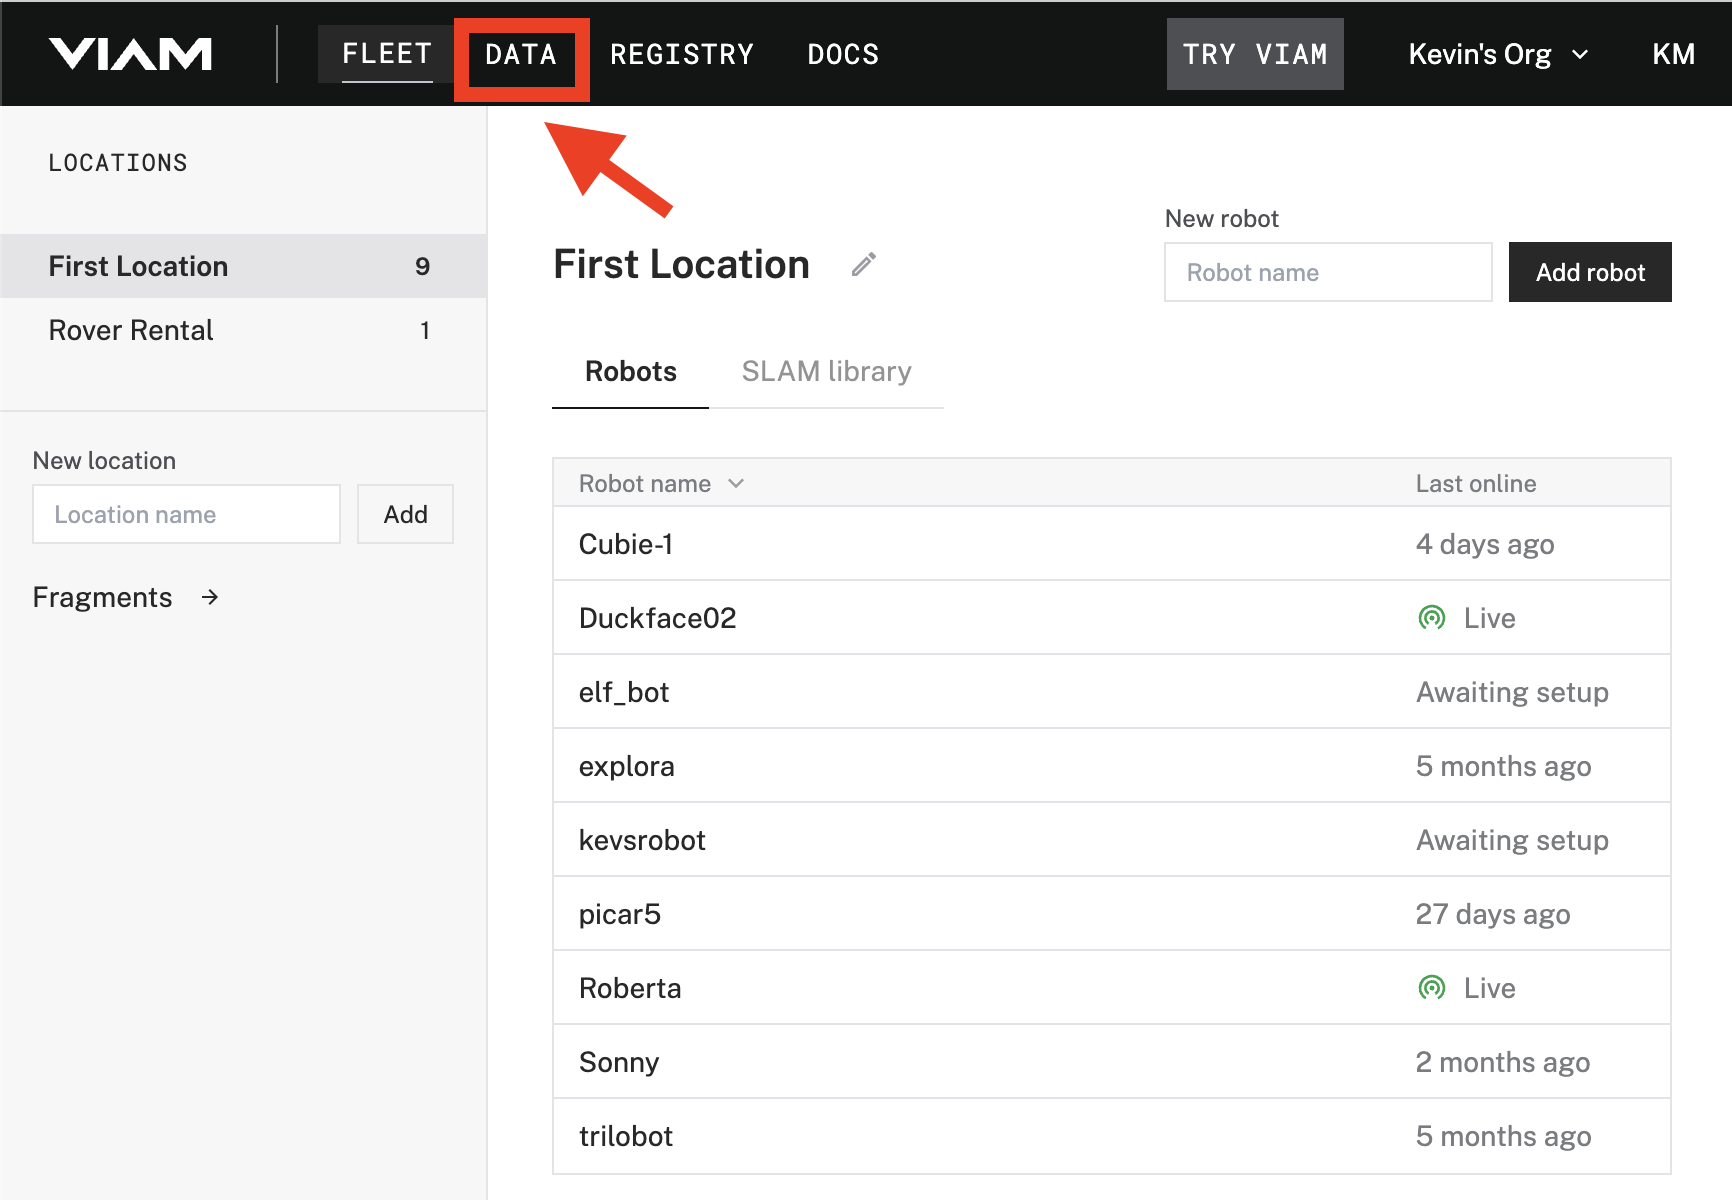 VIAM
FLEET
DATA
REGISTRY
DOCS
TRY VIAM
Kevin's Org
KM
LOCATIONS
First Location 9
Rover Rental 1
New location
Location name
Add
Fragments →
First Location
New robot
Robot name
Add robot
Robots
SLAM library
Robot name Last online
Cubie-1 4 days ago
Duckface02 Live
elf_bot Awaiting setup
explora 5 months ago
kevsrobot Awaiting setup
picar5 27 days ago
Roberta Live
Sonny 2 months ago
trilobot 5 months ago